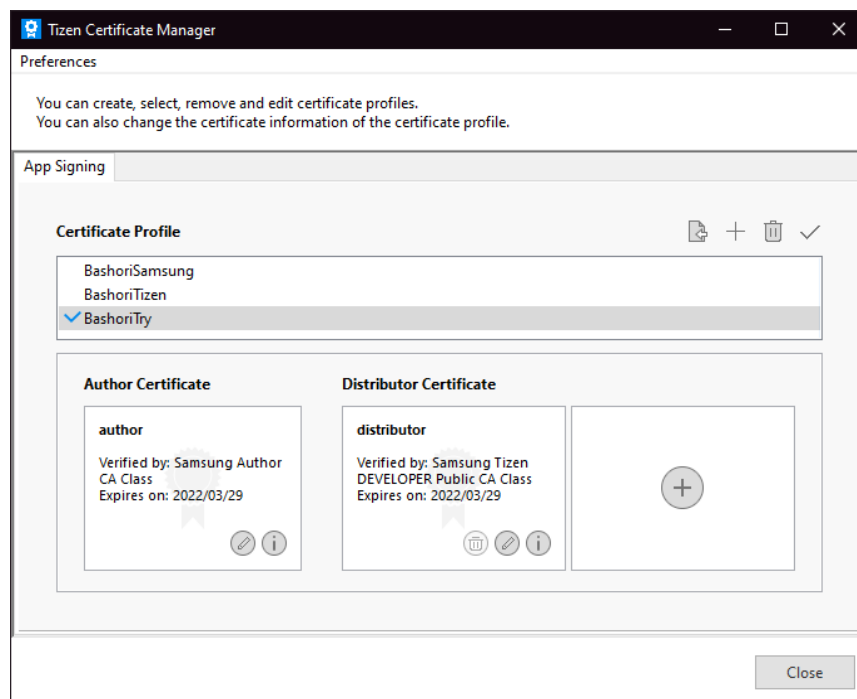 Tizen Certificate Manager
Preferences
You can create, select, remove and edit certificate profiles.
You can also change the certificate information of the certificate profile.
App Signing
Certificate Profile
BashoriSamsung
BashoriTizen
BashoriTry
Author Certificate
author
Verified by: Samsung Author
CA Class
Expires on: 2022/03/29
Distributor Certificate
distributor
Verified by: Samsung Tizen
DEVELOPER Public CA Class
Expires on: 2022/03/29
Close